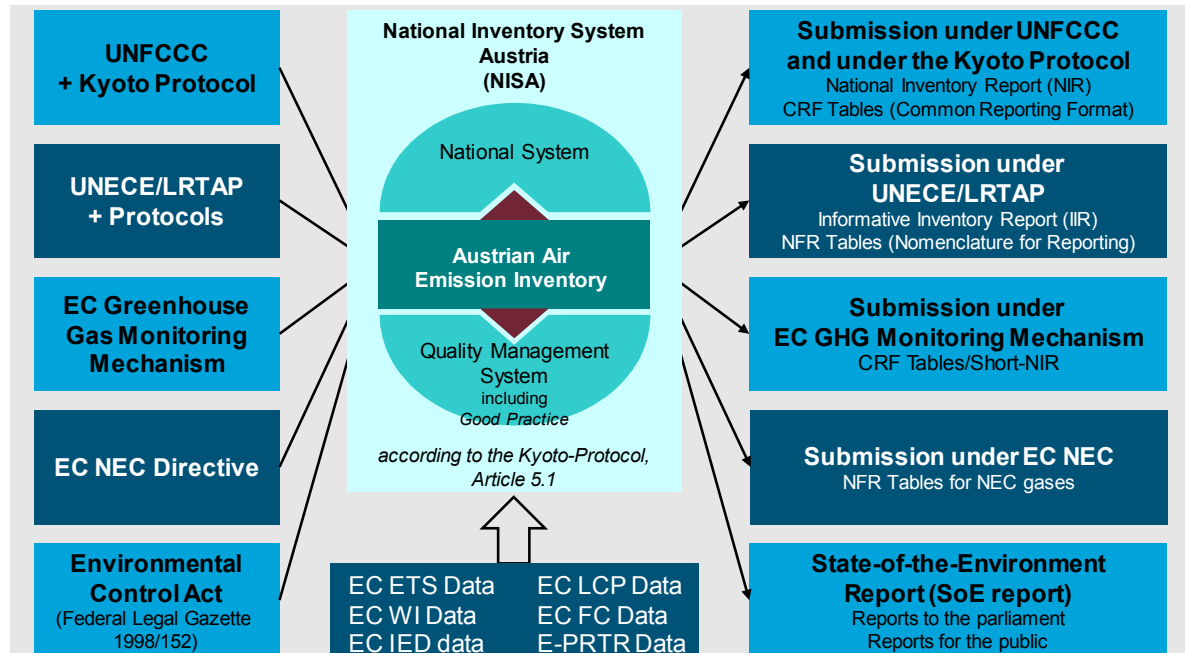 UNFCCC
+ Kyoto Protocol
UNECE/LRTAP
+ Protocols
EC Greenhouse
Gas Monitoring
Mechanism
EC NEC Directive
Environmental
Control Act
(Federal Legal Gazette
1998/152)
National Inventory System
Austria
(NISA)
National System
Austrian Air
Emission Inventory
Quality Management
System
including
Good Practice
according to the Kyoto-Protocol,
Article 5.1
EC ETS Data
EC WI Data
EC IED data
EC LCP Data
EC FC Data
E-PRTR Data
Submission under UNFCCC
and under the Kyoto Protocol
National Inventory Report (NIR)
CRF Tables (Common Reporting Format)
Submission under
UNECE/LRTAP
Informative Inventory Report (IIR)
NFR Tables (Nomenclature for Reporting)
Submission under
EC GHG Monitoring Mechanism
CRF Tables/Short-NIR
Submission under EC NEC
NFR Tables for NEC gases
State-of-the-Environment
Report (SoE report)
Reports to the parliament
Reports for the public